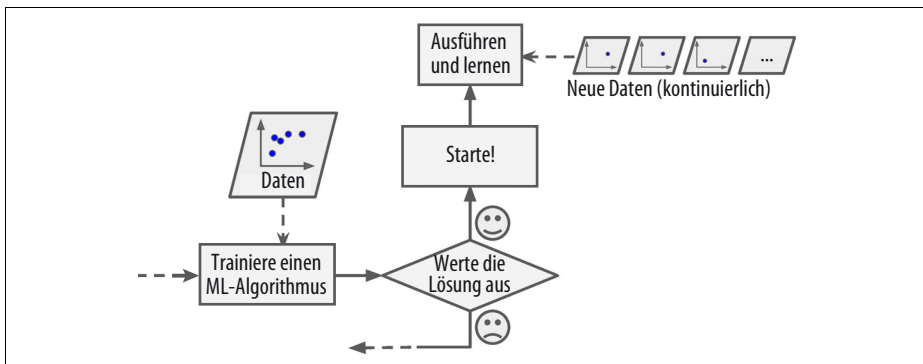 Ausführen
und lernen
...
Neue Daten (kontinuierlich)
Starte!
Daten
Trainiere einen
ML-Algorithmus
Werte die
Lösung aus